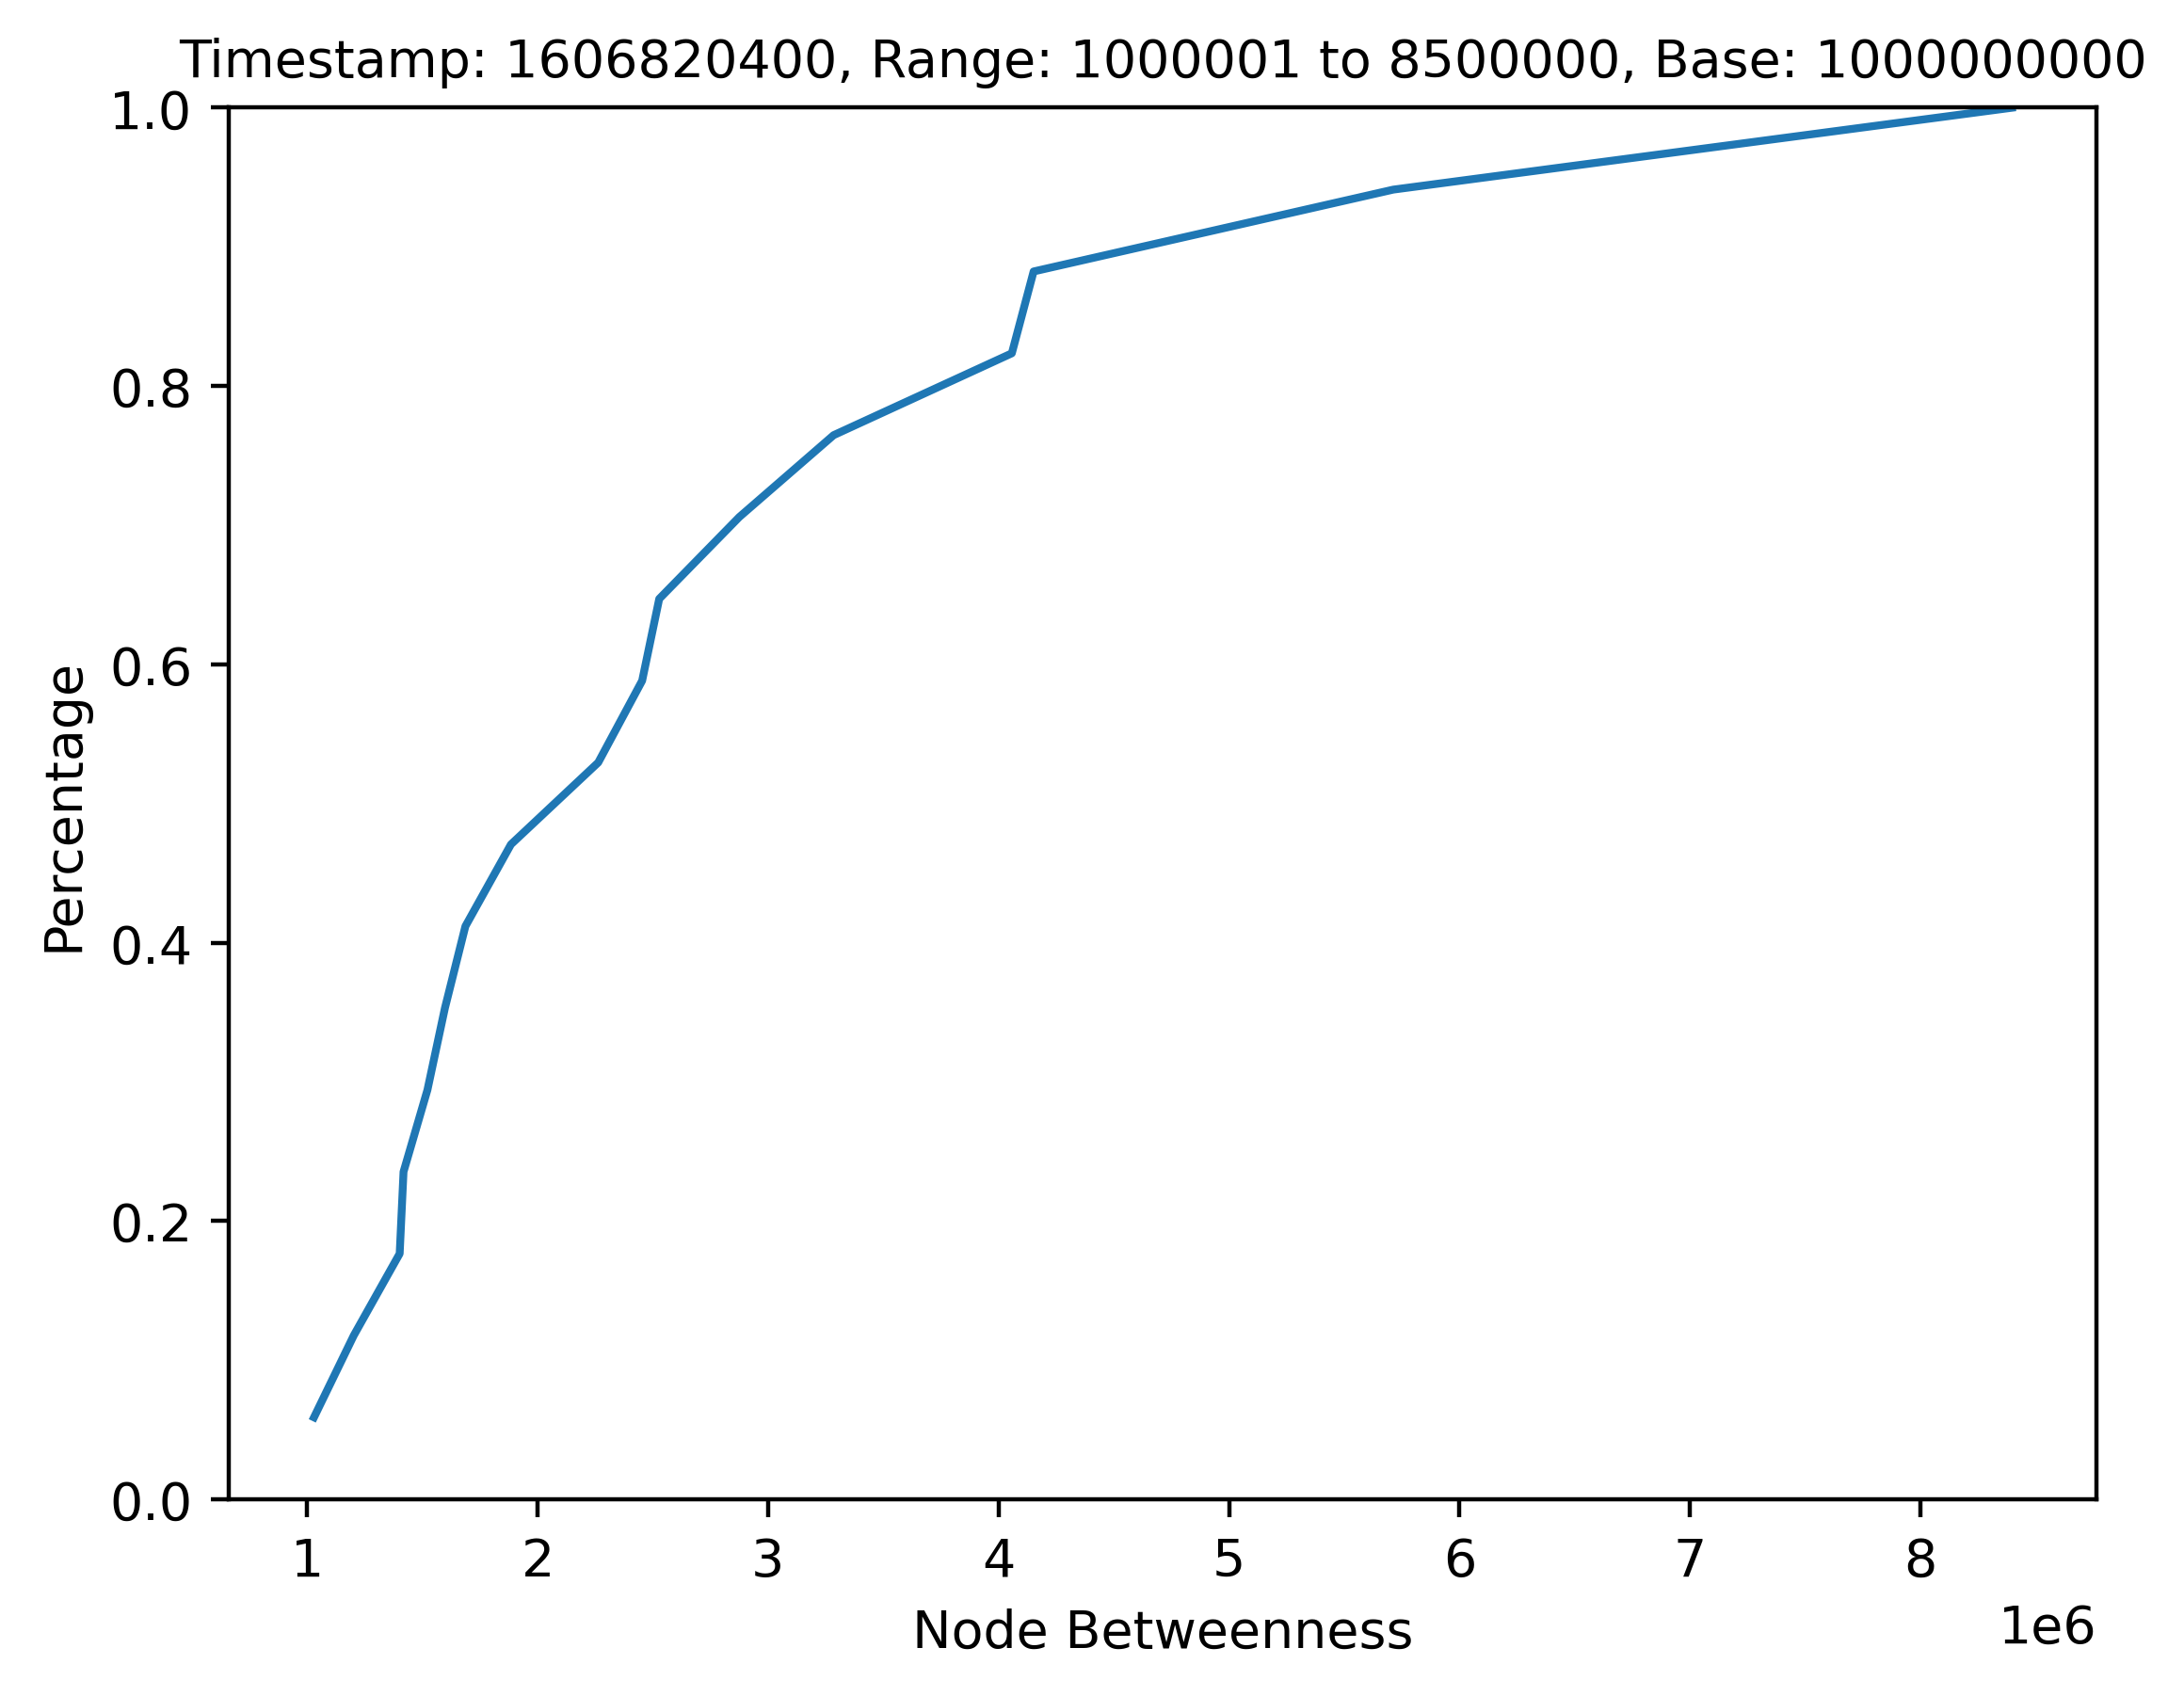 Timestamp: 1606820400, Range: 1000001 to 8500000, Base: 1000000000
1.0
0.8
0.6
0.4
0.2
0.0
Percentage
1 2 3 4 5 6 7 8
1e6
Node Betweenness